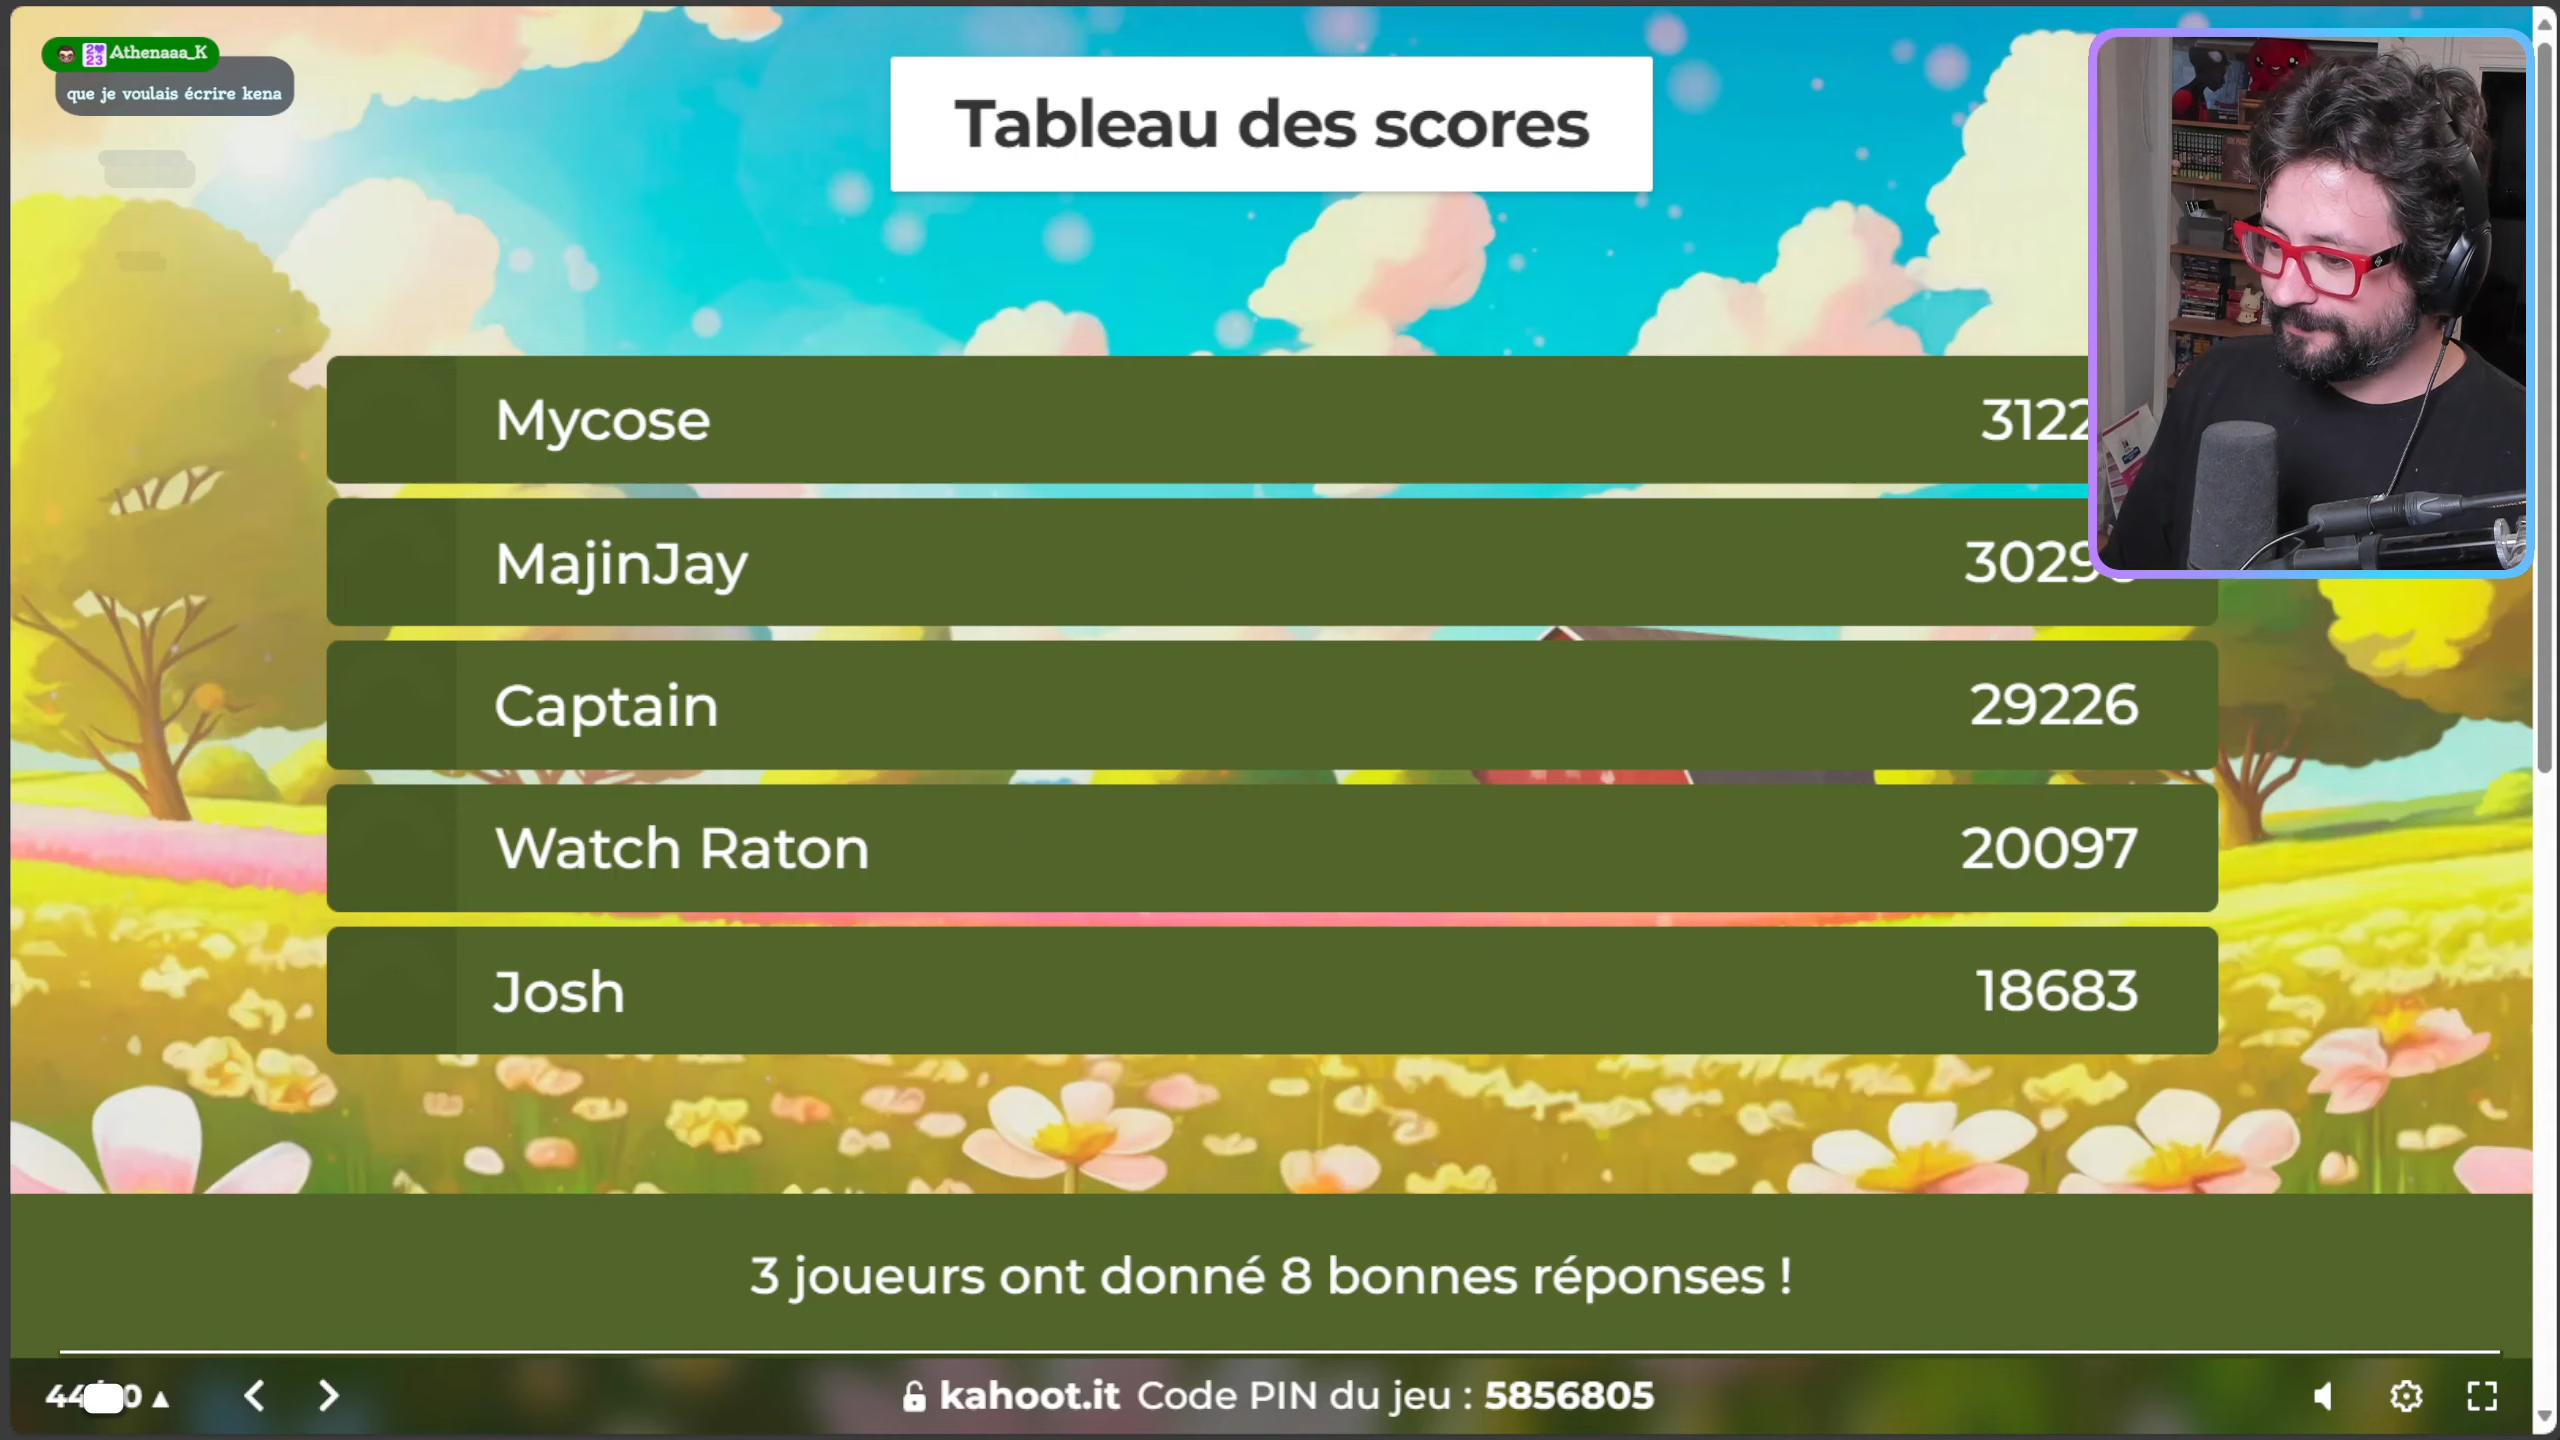 Athenaaa_K
que je voulais écrire kena
Tableau des scores
Mycose
MajinJay
Captain 29226
Watch Raton 20097
Josh 18683
3 joueurs ont donné 8 bonnes réponses !
kahoot.it Code PIN du jeu : 5856805